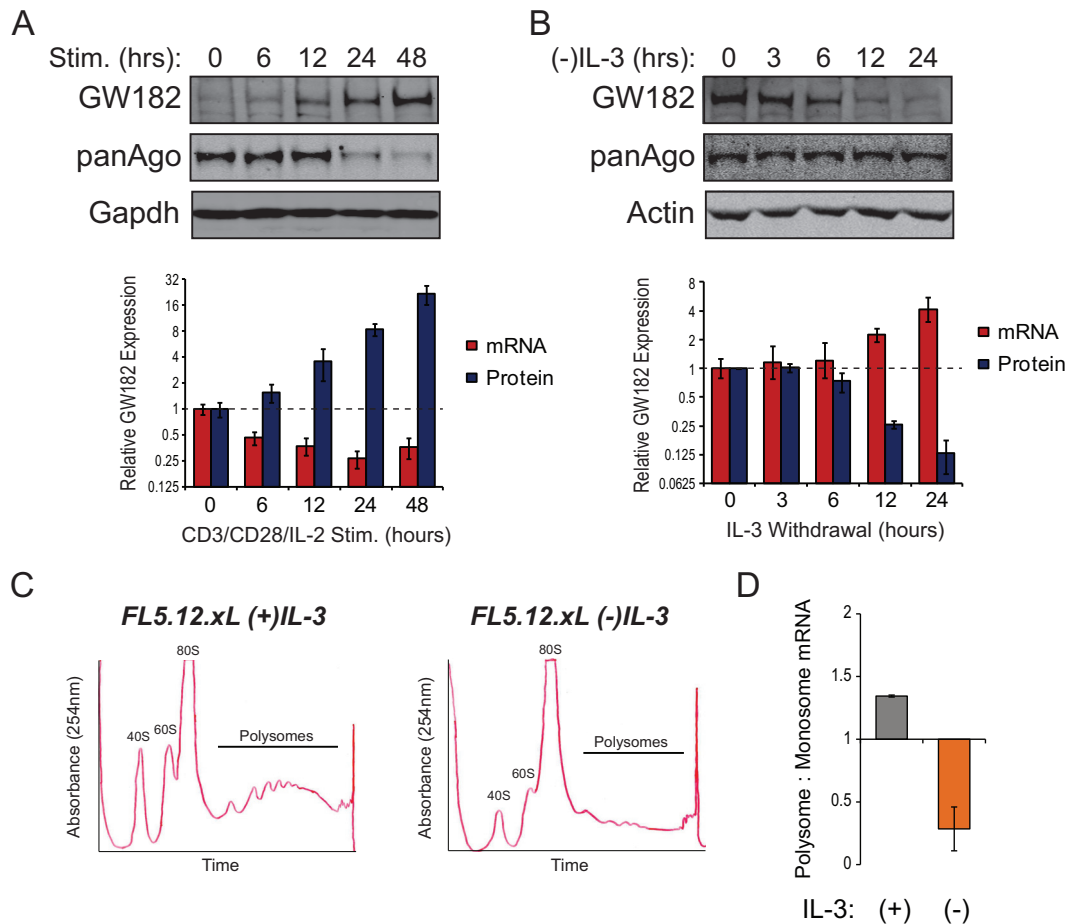 A
Stim. (hrs): 0 6 12 24 48
GW182
panAgo
Gapdh
Relative GW182 Expression
32
16
8
4
2
1
0.5
0.25
0.125
0 6 12 24 48
CD3/CD28/IL-2 Stim. (hours)
mRNA
Protein
B
(-)IL-3 (hrs): 0 3 6 12 24
GW182
panAgo
Actin
Relative GW182 Expression
8
4
2
1
0.5
0.25
0.125
0.0625
0 3 6 12 24
IL-3 Withdrawal (hours)
mRNA
Protein
C
FL5.12.xL (+)IL-3
Absorbance (254nm)
40S
60S
80S
Polysomes
Time
FL5.12.xL (-)IL-3
Absorbance (254nm)
40S
60S
80S
Polysomes
Time
D
Polysome : Monosome mRNA
2
1.5
1
0.5
0
IL-3: (+) (-)